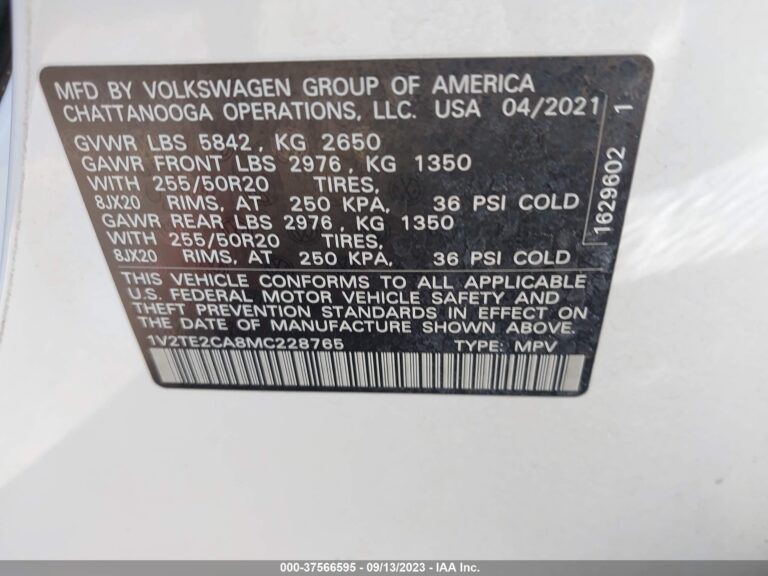 MFD BY VOLKSWAGEN GROUP OF AMERICA
CHATTANOOGA OPERATIONS, LLC. USA 04/2021
GVWR LBS 5842, KG 2650
GAWR FRONT LBS 2976, KG 1350
WITH 255/50R20 TIRES,
8JX20 RIMS, AT 250 KPA, 36 PSI COLD
GAWR REAR LBS 2976, KG 1350
WITH 255/50R20 TIRES,
8JX20 RIMS, AT 250 KPA, 36 PSI COLD
1629602 1
THIS VEHICLE CONFORMS TO ALL APPLICABLE
U.S. FEDERAL MOTOR VEHICLE SAFETY AND
THEFT PREVENTION STANDARDS IN EFFECT ON
THE DATE OF MANUFACTURE SHOWN ABOVE.
1V2TE2CA8MC228765 TYPE: MPV
000-37566595 - 09/13/2023 - IAA Inc.